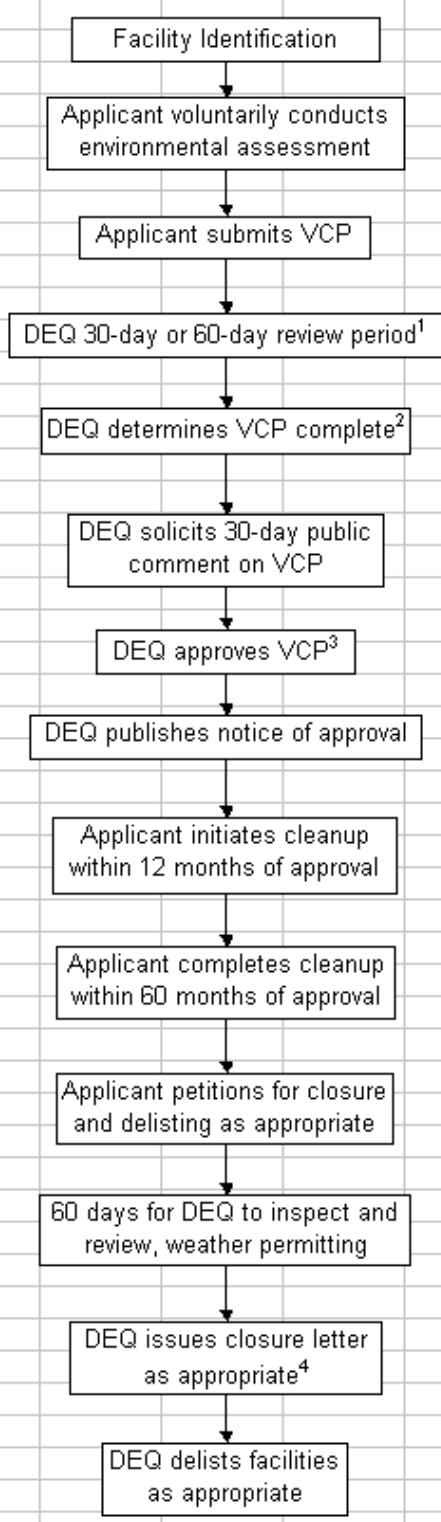 Facility Identification
Applicant voluntarily conducts
environmental assessment
Applicant submits VCP
DEQ 30-day or 60-day review period¹
DEQ determines VCP complete²
DEQ solicits 30-day public
comment on VCP
DEQ approves VCP³
DEQ publishes notice of approval
Applicant initiates cleanup
within 12 months of approval
Applicant completes cleanup
within 60 months of approval
Applicant petitions for closure
and delisting as appropriate
60 days for DEQ to inspect and
review, weather permitting
DEQ issues closure letter
as appropriate⁴
DEQ delists facilities
as appropriate